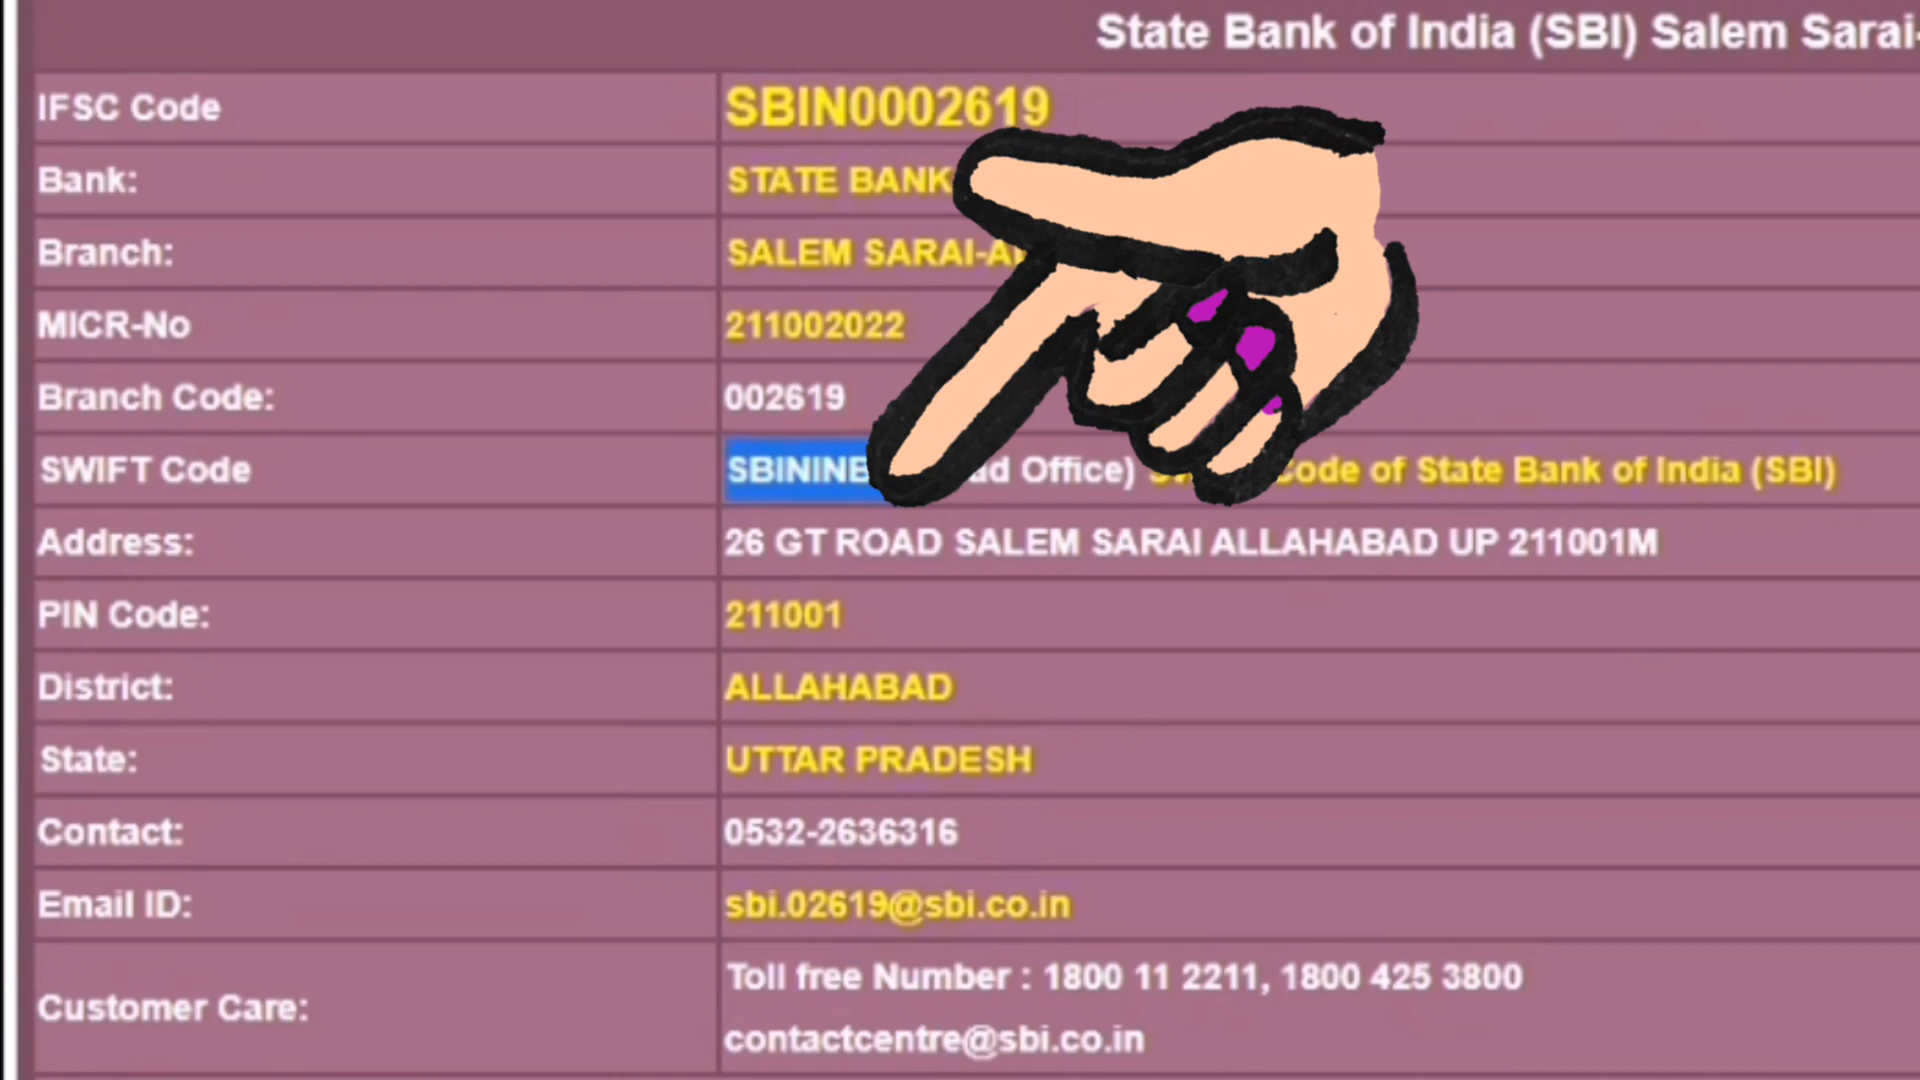 State Bank of India (SBI) Salem Sarai-
IFSC Code SBIN0002619
Bank: STATE BANK
Branch: SALEM SARAI-A
MICR-No 211002022
Branch Code: 002619
SWIFT Code Office) Code of State Bank of India (SBI)
Address: 26 GT ROAD SALEM SARAI ALLAHABAD UP 211001M
PIN Code: 211001
District: ALLAHABAD
State: UTTAR PRADESH
Contact: 0532-2636316
Email ID: sbi.02619@sbi.co.in
Customer Care: Toll free Number : 1800 11 2211, 1800 425 3800
contactcentre@sbi.co.in